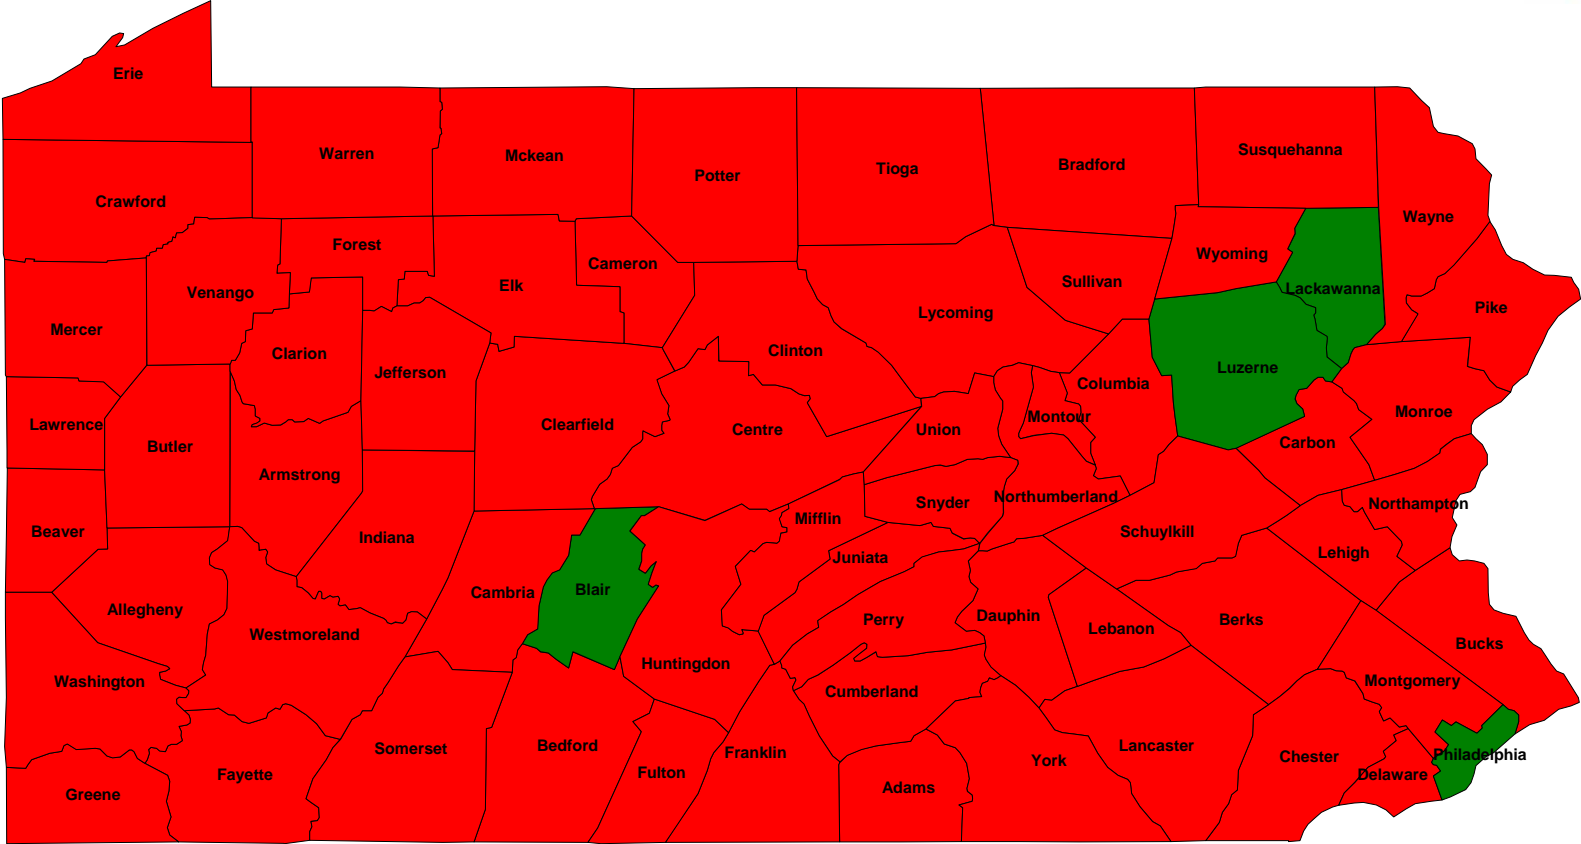 Erie
Warren
Mckean
Potter
Tioga
Bradford
Susquehanna
Crawford
Wayne
Forest
Cameron
Wyoming
Venango
Elk
Sullivan
Lackawanna
Mercer
Lycoming
Pike
Clarion
Clinton
Jefferson
Luzerne
Columbia
Monroe
Lawrence
Butler
Clearfield
Centre
Union
Montour
Carbon
Armstrong
Snyder
Northumberland
Northampton
Beaver
Indiana
Mifflin
Schuylkill
Lehigh
Juniata
Allegheny
Cambria
Blair
Westmoreland
Perry
Dauphin
Lebanon
Berks
Bucks
Washington
Huntingdon
Cumberland
Montgomery
Somerset
Bedford
Franklin
York
Lancaster
Chester
Philadelphia
Greene
Fayette
Fulton
Adams
Delaware